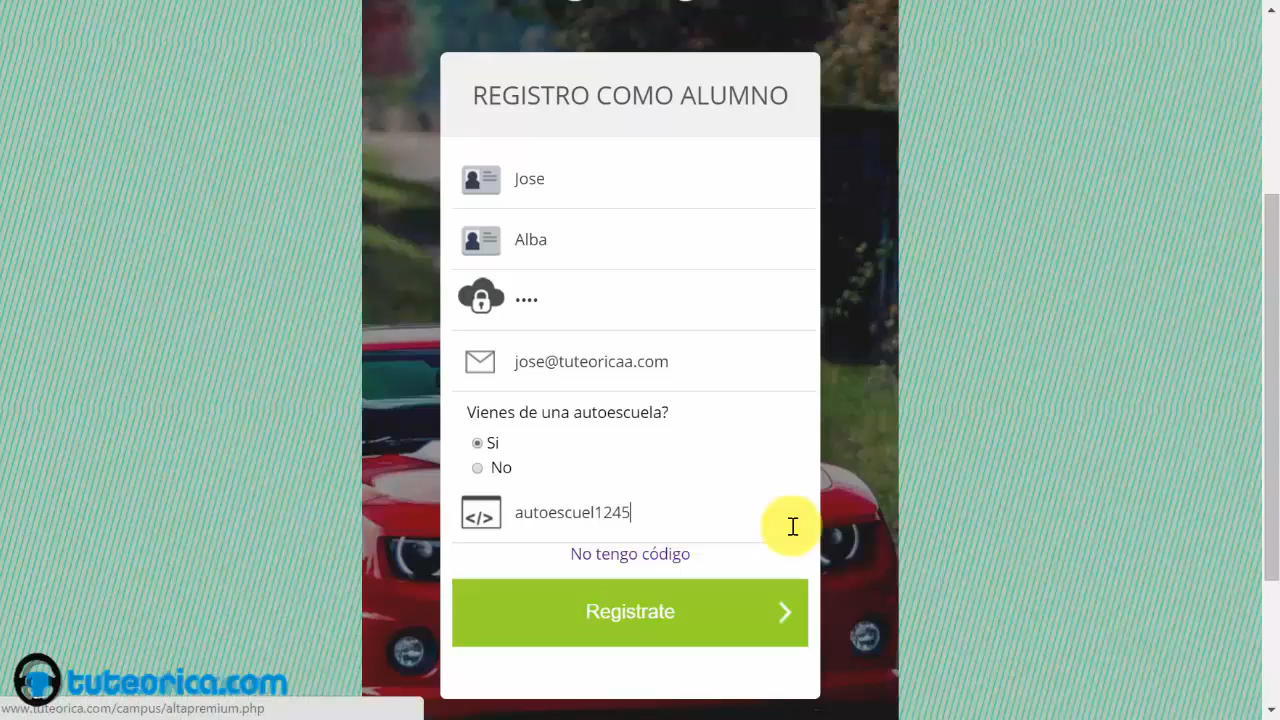 REGISTRO COMO ALUMNO
Jose
Alba
••••
jose@tuteoricaa.com
Vienes de una autoescuela?
Si
No
</>
autoescuel1245
No tengo código
Registrate
tuteorica.com
www.tuteorica.com/campus/altapremium.php